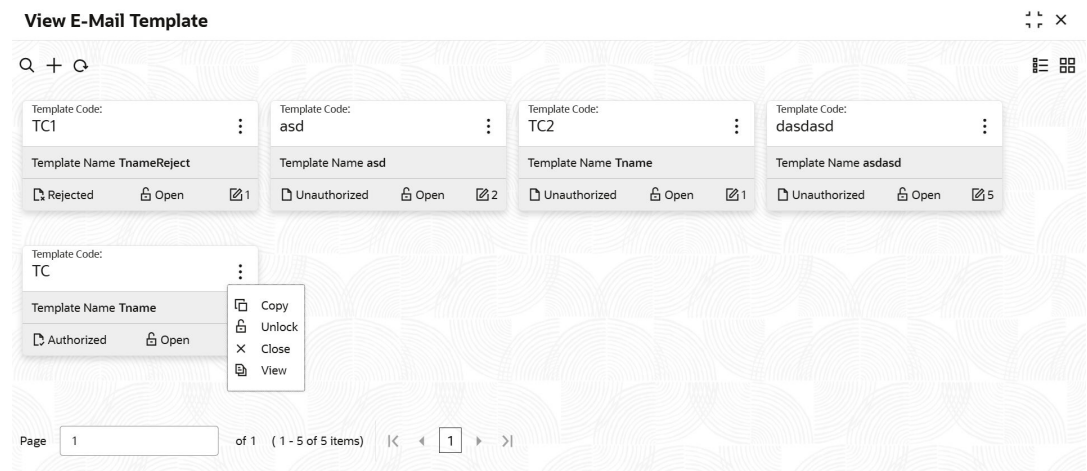 View E-Mail Template
Template Code:
TC1
Template Name TnameReject
Rejected Open 1
Template Code:
asd
Template Name asd
Unauthorized Open 2
Template Code:
TC2
Template Name Tname
Unauthorized Open 1
Template Code:
dasdasd
Template Name asdasd
Unauthorized Open 5
Template Code:
TC
Template Name Tname
Authorized Open
Copy
Unlock
Close
View
Page 1 of 1 ( 1 - 5 of 5 items) 1